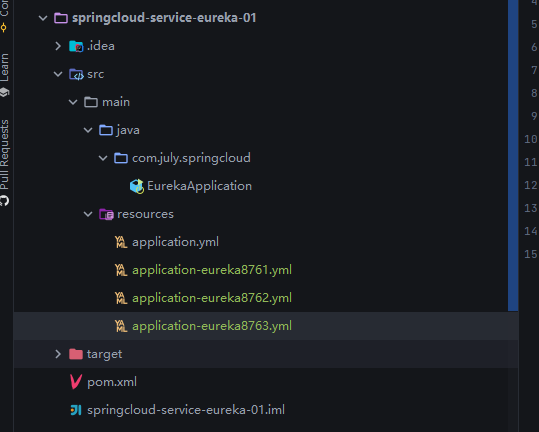 springcloud-service-eureka-01
.idea
src
main
java
com.july.springcloud
EurekaApplication
resources
application.yml
application-eureka8761.yml
application-eureka8762.yml
application-eureka8763.yml
target
pom.xml
springcloud-service-eureka-01.iml
Learn
Pull Requests
5
6
7
8
9
10
11
12
13
14
15